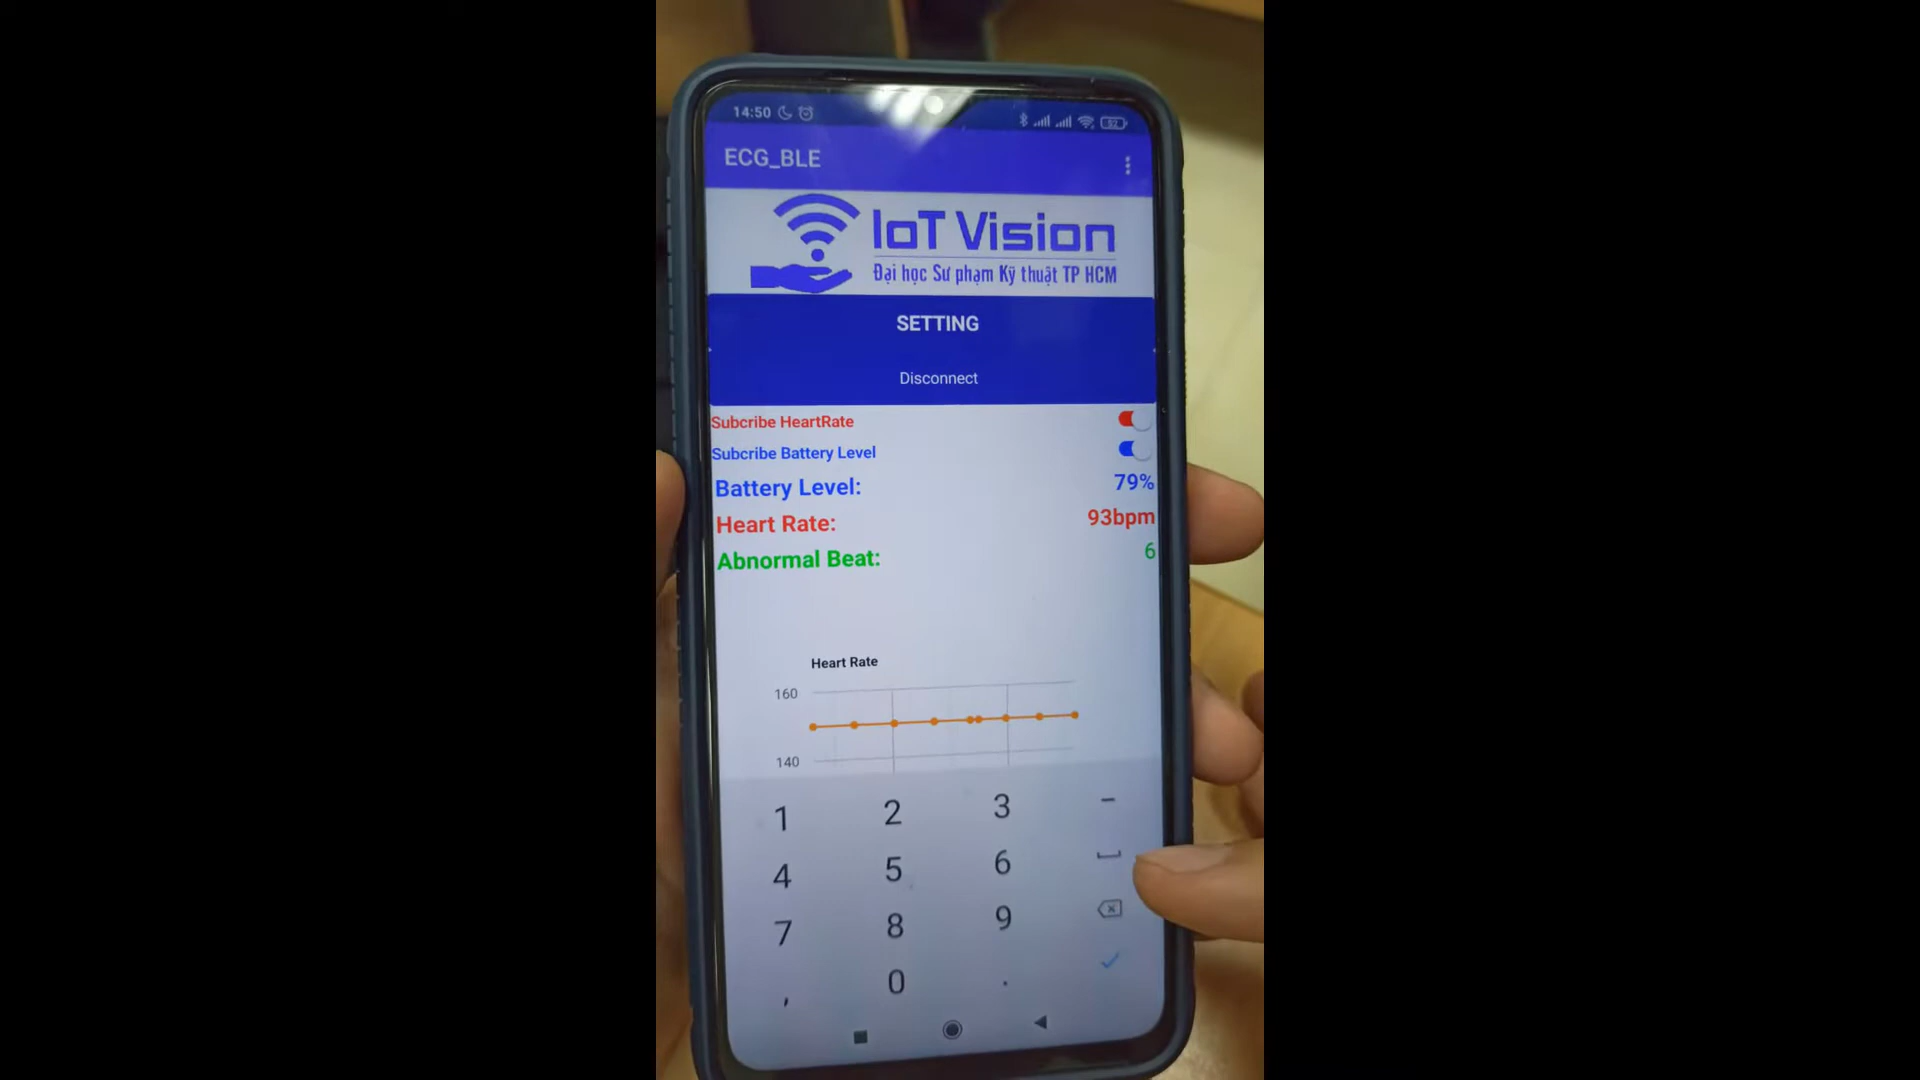 14:50
52
ECG_BLE
IoT Vision
Đại học Sư phạm Kỹ thuật TP HCM
SETTING
Disconnect
Subcribe HeartRate
Subcribe Battery Level
Battery Level: 79%
Heart Rate: 93bpm
Abnormal Beat: 6
Heart Rate
160
140
1 2 3 -
4 5 6
7 8 9
, 0 .